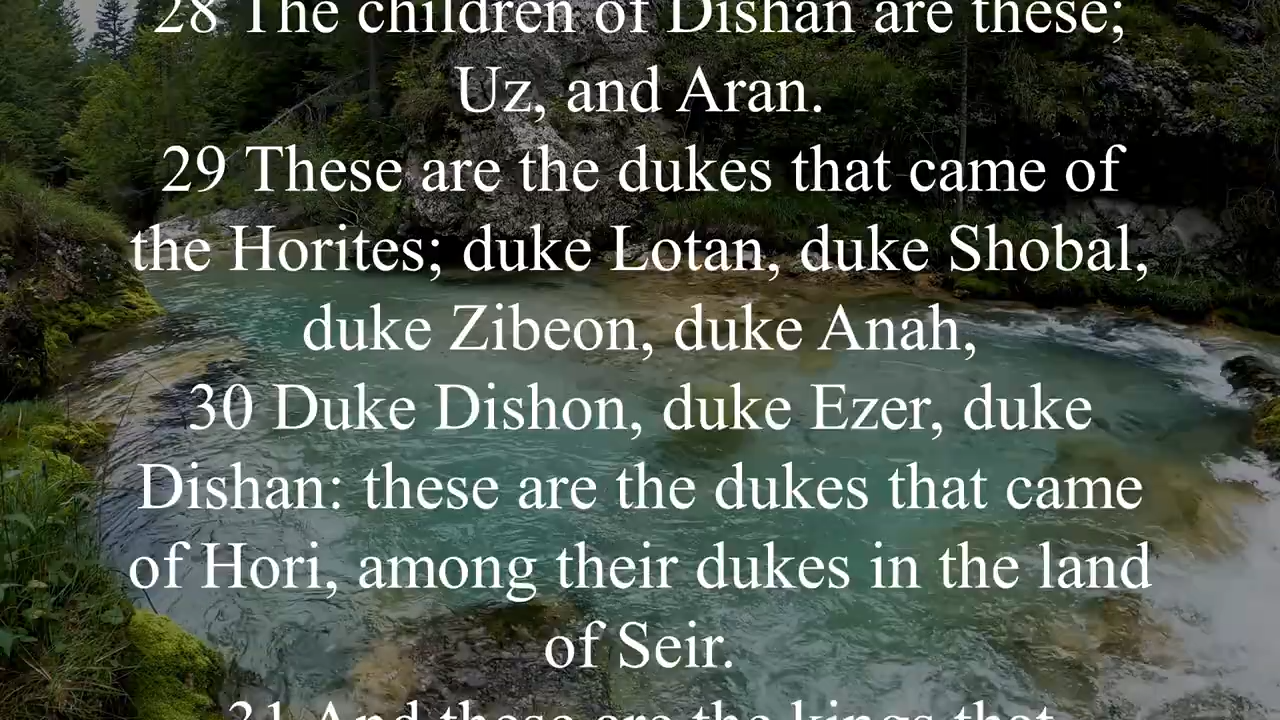 28 The children of Dishan are these;
Uz, and Aran.
29 These are the dukes that came of
the Horites; duke Lotan, duke Shobal,
duke Zibeon, duke Anah,
30 Duke Dishon, duke Ezer, duke
Dishan: these are the dukes that came
of Hori, among their dukes in the land
of Seir.
31 And these are the kings that